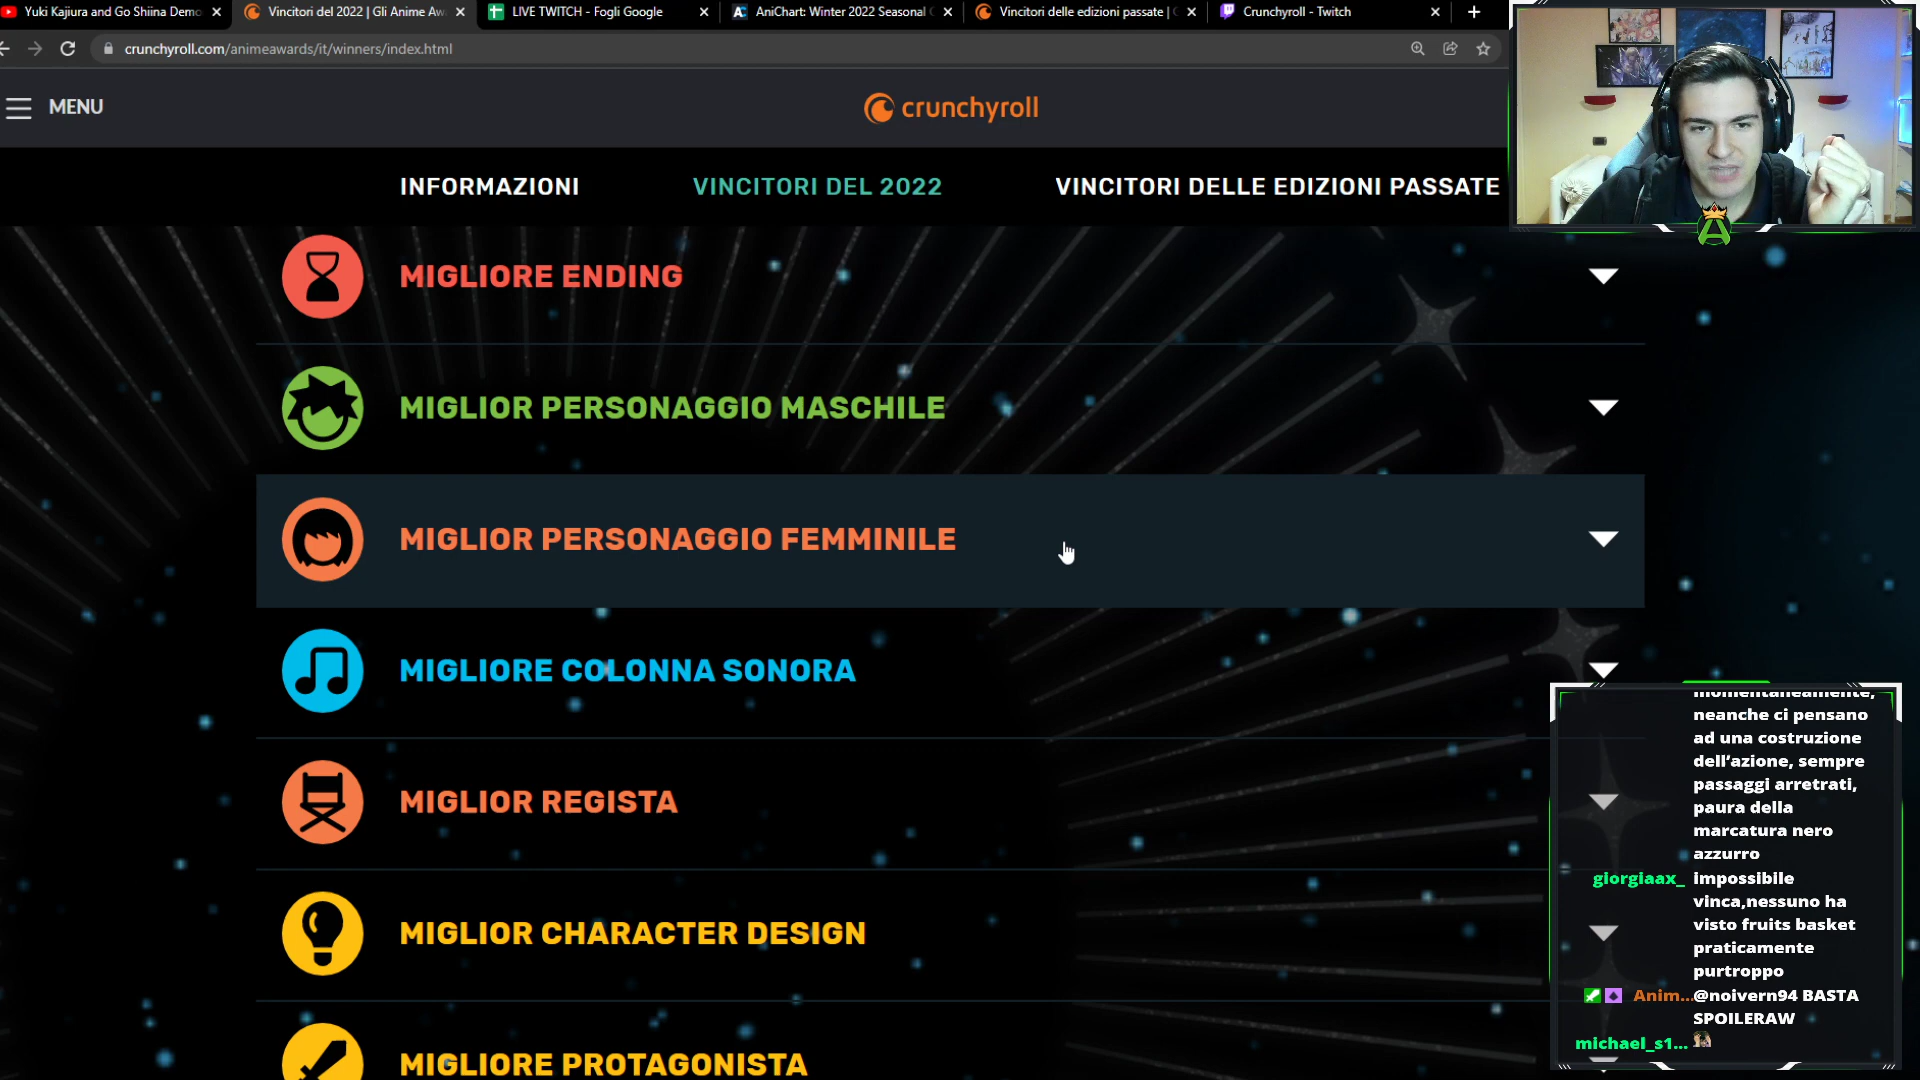 Yuki Kajiura and Go Shiina Demo
Vincitori del 2022 | Gli Anime Aw
LIVE TWITCH - Fogli Google
AniChart: Winter 2022 Seasonal
Vincitori delle edizioni passate |
Crunchyroll - Twitch
crunchyroll.com/animeawards/it/winners/index.html
MENU
crunchyroll
INFORMAZIONI
VINCITORI DEL 2022
VINCITORI DELLE EDIZIONI PASSATE
MIGLIORE ENDING
MIGLIOR PERSONAGGIO MASCHILE
MIGLIOR PERSONAGGIO FEMMINILE
MIGLIORE COLONNA SONORA
MIGLIOR REGISTA
MIGLIOR CHARACTER DESIGN
MIGLIORE PROTAGONISTA
momentaneamente,
neanche ci pensano
ad una costruzione
dell'azione, sempre
passaggi arretrati,
paura della
marcatura nero
azzurro
giorgiaax_ impossibile
vinca,nessuno ha
visto fruits basket
praticamente
purtroppo
Anim... @noivern94 BASTA
SPOILERAW
michael_s1...